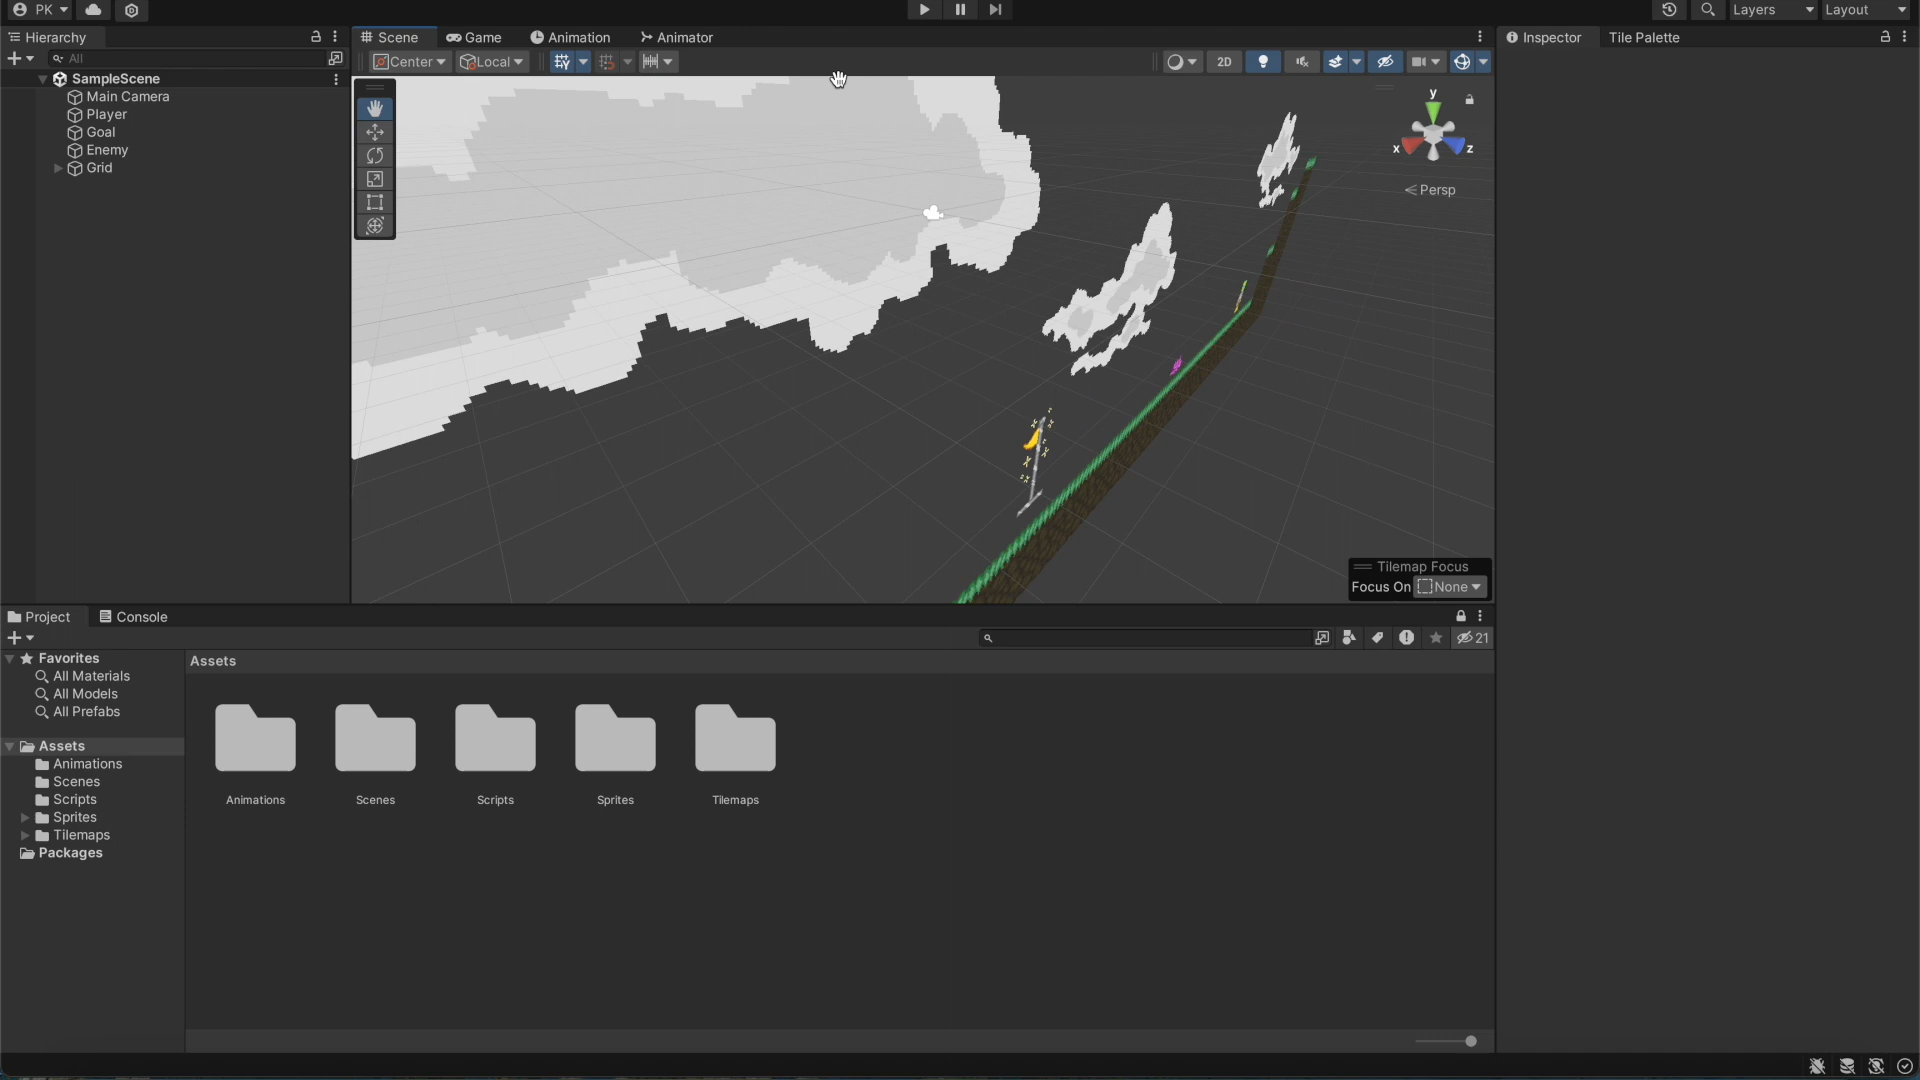 PK
Layers
Layout
Hierarchy
All
SampleScene
Main Camera
Player
Goal
Enemy
Grid
Scene
Game
Animation
Animator
Center
Local
2D
y
x
z
Persp
Tilemap Focus
Focus On
None
Inspector
Tile Palette
Project
Console
21
Favorites
All Materials
All Models
All Prefabs
Assets
Animations
Scenes
Scripts
Sprites
Tilemaps
Packages
Assets
Animations
Scenes
Scripts
Sprites
Tilemaps